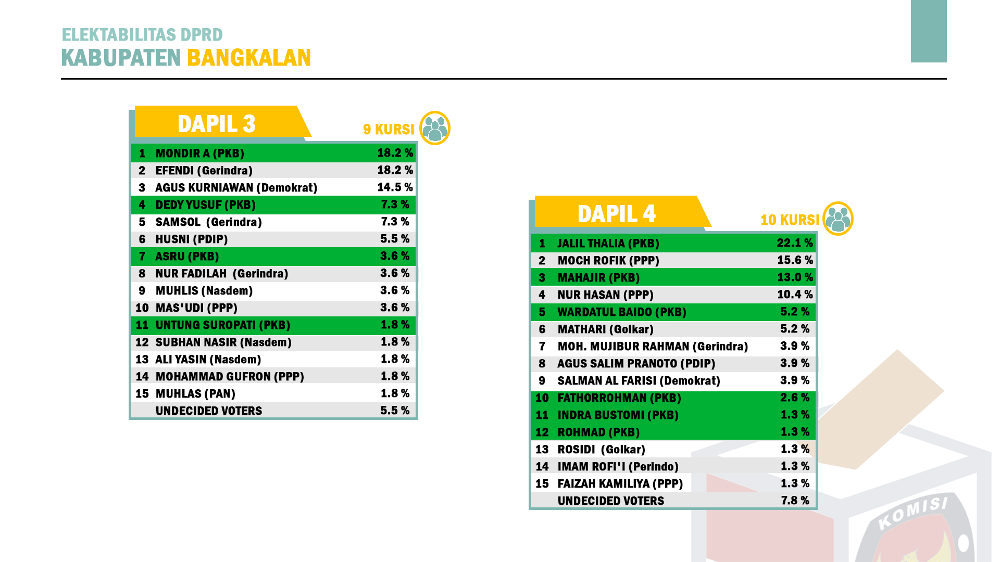 ELEKTABILITAS DPRD
KABUPATEN BANGKALAN
DAPIL 3
9 KURSI
1 MONDIR A (PKB) 18.2 %
2 EFENDI (Gerindra) 18.2 %
3 AGUS KURNIAWAN (Demokrat) 14.5 %
4 DEDY YUSUF (PKB) 7.3 %
5 SAMSOL (Gerindra) 7.3 %
6 HUSNI (PDIP) 5.5 %
7 ASRU (PKB) 3.6 %
8 NUR FADILAH (Gerindra) 3.6 %
9 MUHLIS (Nasdem) 3.6 %
10 MAS'UDI (PPP) 3.6 %
11 UNTUNG SUROPATI (PKB) 1.8 %
12 SUBHAN NASIR (Nasdem) 1.8 %
13 ALI YASIN (Nasdem) 1.8 %
14 MOHAMMAD GUFRON (PPP) 1.8 %
15 MUHLAS (PAN) 1.8 %
UNDECIDED VOTERS 5.5 %
DAPIL 4
10 KURSI
1 JALIL THALIA (PKB) 22.1 %
2 MOCH ROFIK (PPP) 15.6 %
3 MAHAJIR (PKB) 13.0 %
4 NUR HASAN (PPP) 10.4 %
5 WARDATUL BAIDO (PKB) 5.2 %
6 MATHARI (Golkar) 5.2 %
7 MOH. MUJIBUR RAHMAN (Gerindra) 3.9 %
8 AGUS SALIM PRANOTO (PDIP) 3.9 %
9 SALMAN AL FARISI (Demokrat) 3.9 %
10 FATHORROHMAN (PKB) 2.6 %
11 INDRA BUSTOMI (PKB) 1.3 %
12 ROHMAD (PKB) 1.3 %
13 ROSIDI (Golkar) 1.3 %
14 IMAM ROFI'I (Perindo) 1.3 %
15 FAIZAH KAMILIYA (PPP) 1.3 %
UNDECIDED VOTERS 7.8 %
KOMISI